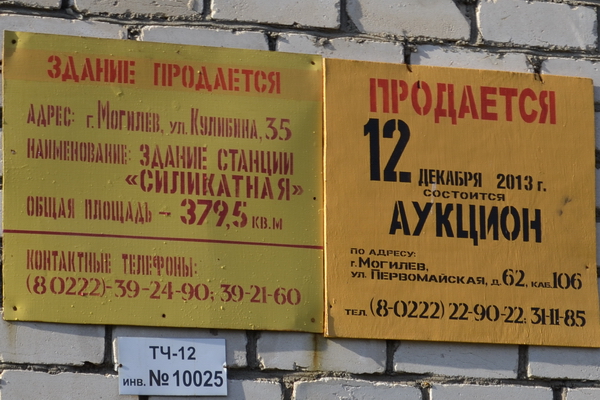 ЗДАНИЕ ПРОДАЕТСЯ
АДРЕС: г. МОГИЛЕВ, УЛ. КУЛИБИНА, 35
НАИМЕНОВАНИЕ: ЗДАНИЕ СТАНЦИИ
«СИЛИКАТНАЯ»
ОБЩАЯ ПЛОЩАДЬ – 379,5 КВ.М
КОНТАКТНЫЕ ТЕЛЕФОНЫ:
(8 0222)-39-24-90; 39-21-60
ПРОДАЕТСЯ
12 ДЕКАБРЯ 2013 г.
СОСТОИТСЯ
АУКЦИОН
ПО АДРЕСУ:
г. МОГИЛЕВ,
УЛ. ПЕРВОМАЙСКАЯ, Д. 62, КАБ. 106
ТЕЛ. (8-0222) 22-90-22; 31-11-85
ТЧ-12
инв. №10025